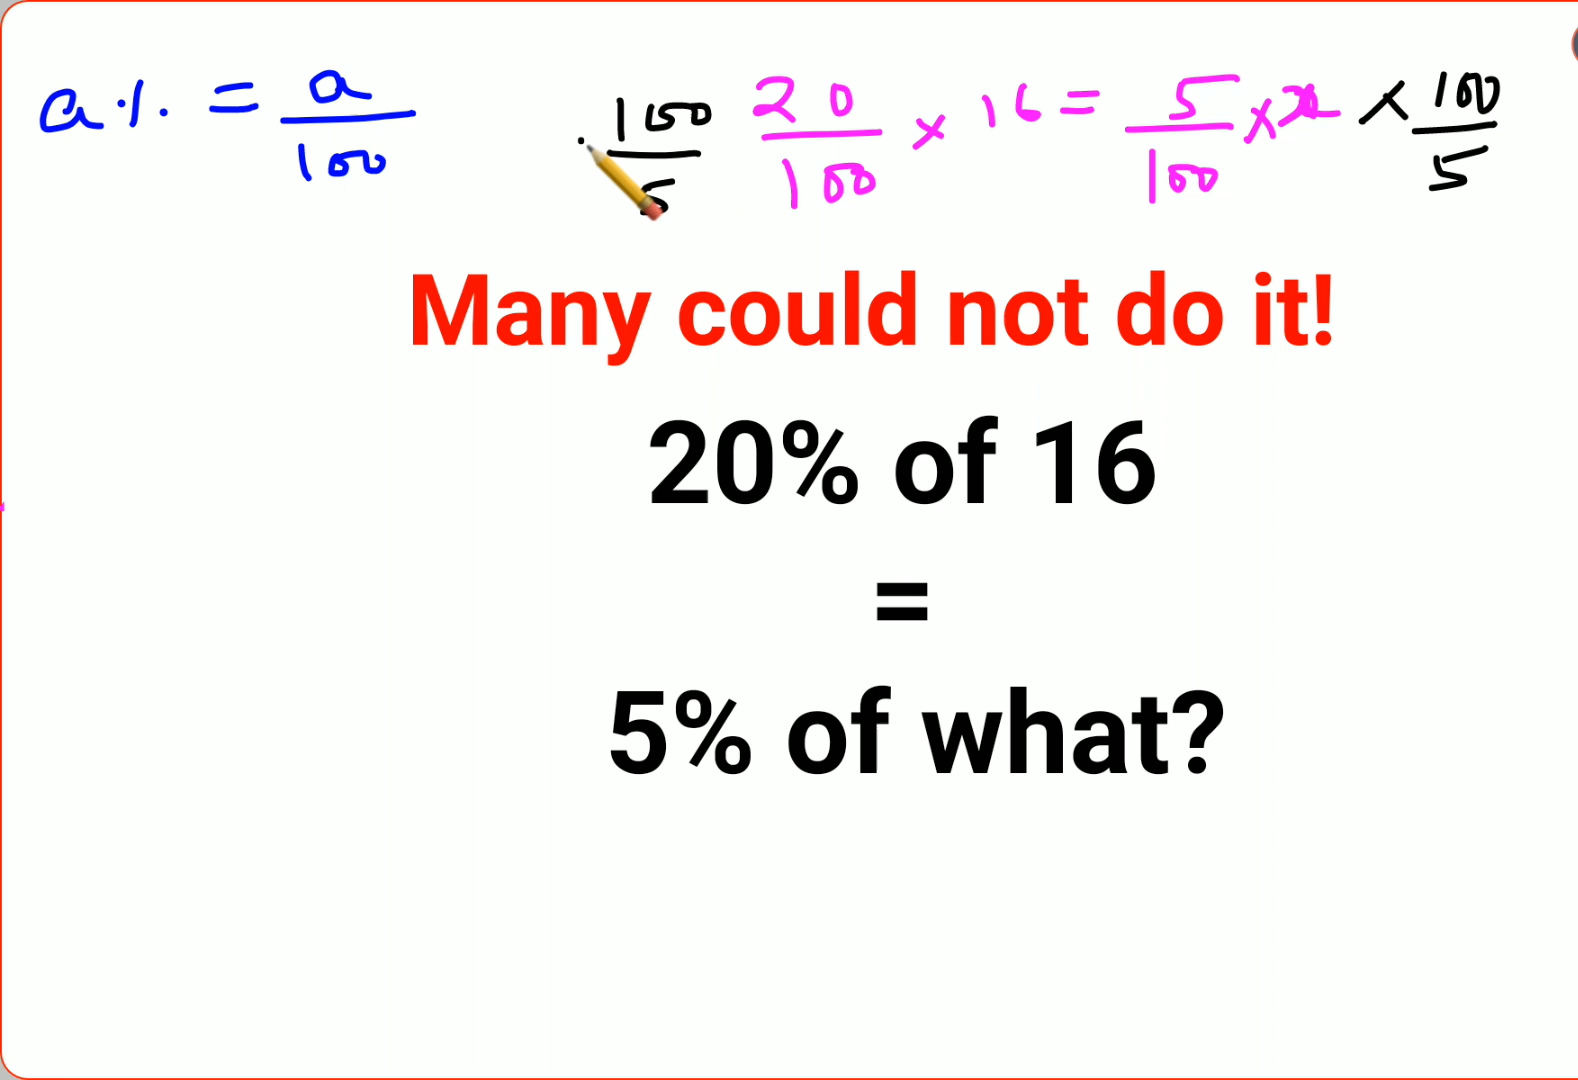 a% = a/100
100/5 20/100 × 16 = 5/100 × x × 100/5
Many could not do it!
20% of 16
=
5% of what?